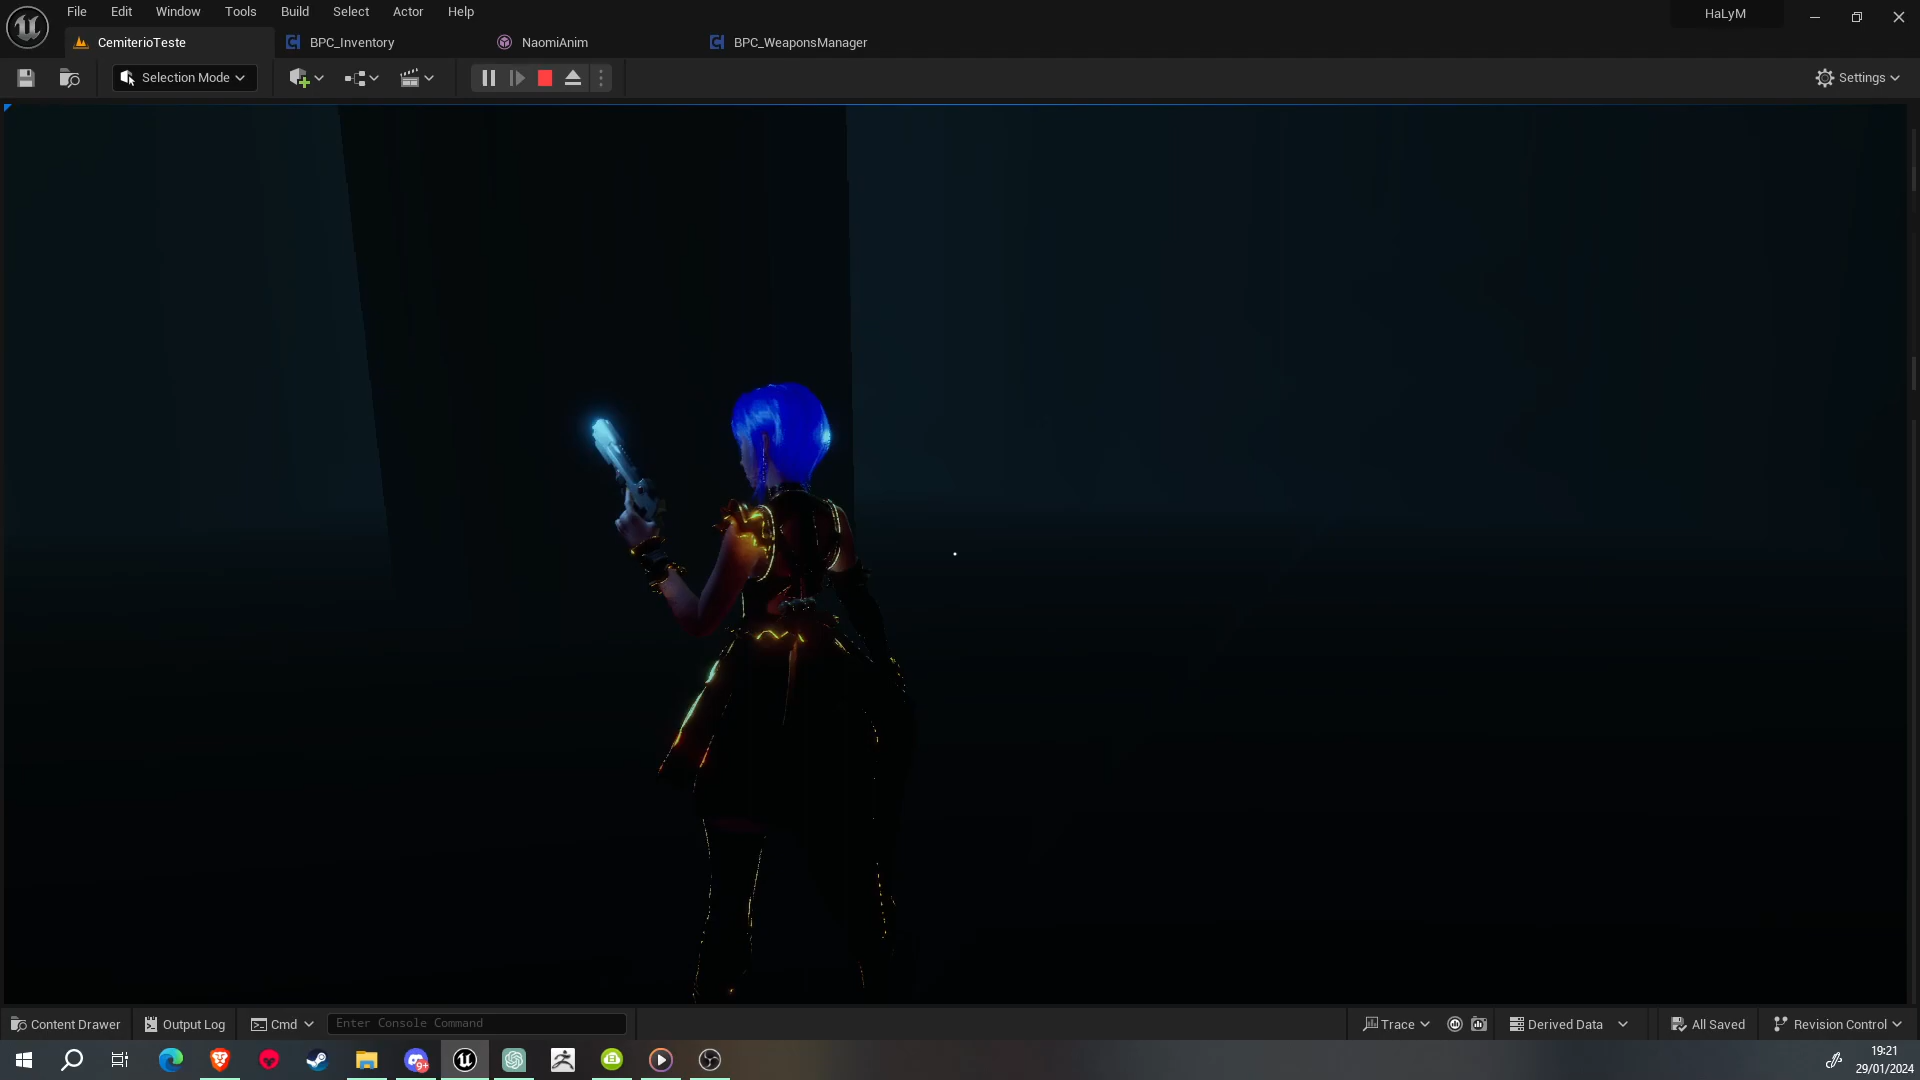 File Edit Window Tools Build Select Actor Help
HaLyM
CemiterioTeste
BPC_Inventory
NaomiAnim
BPC_WeaponsManager
Selection Mode
Settings
Content Drawer
Output Log
Cmd
Enter Console Command
Trace
Derived Data
All Saved
Revision Control
9+
19:21
29/01/2024